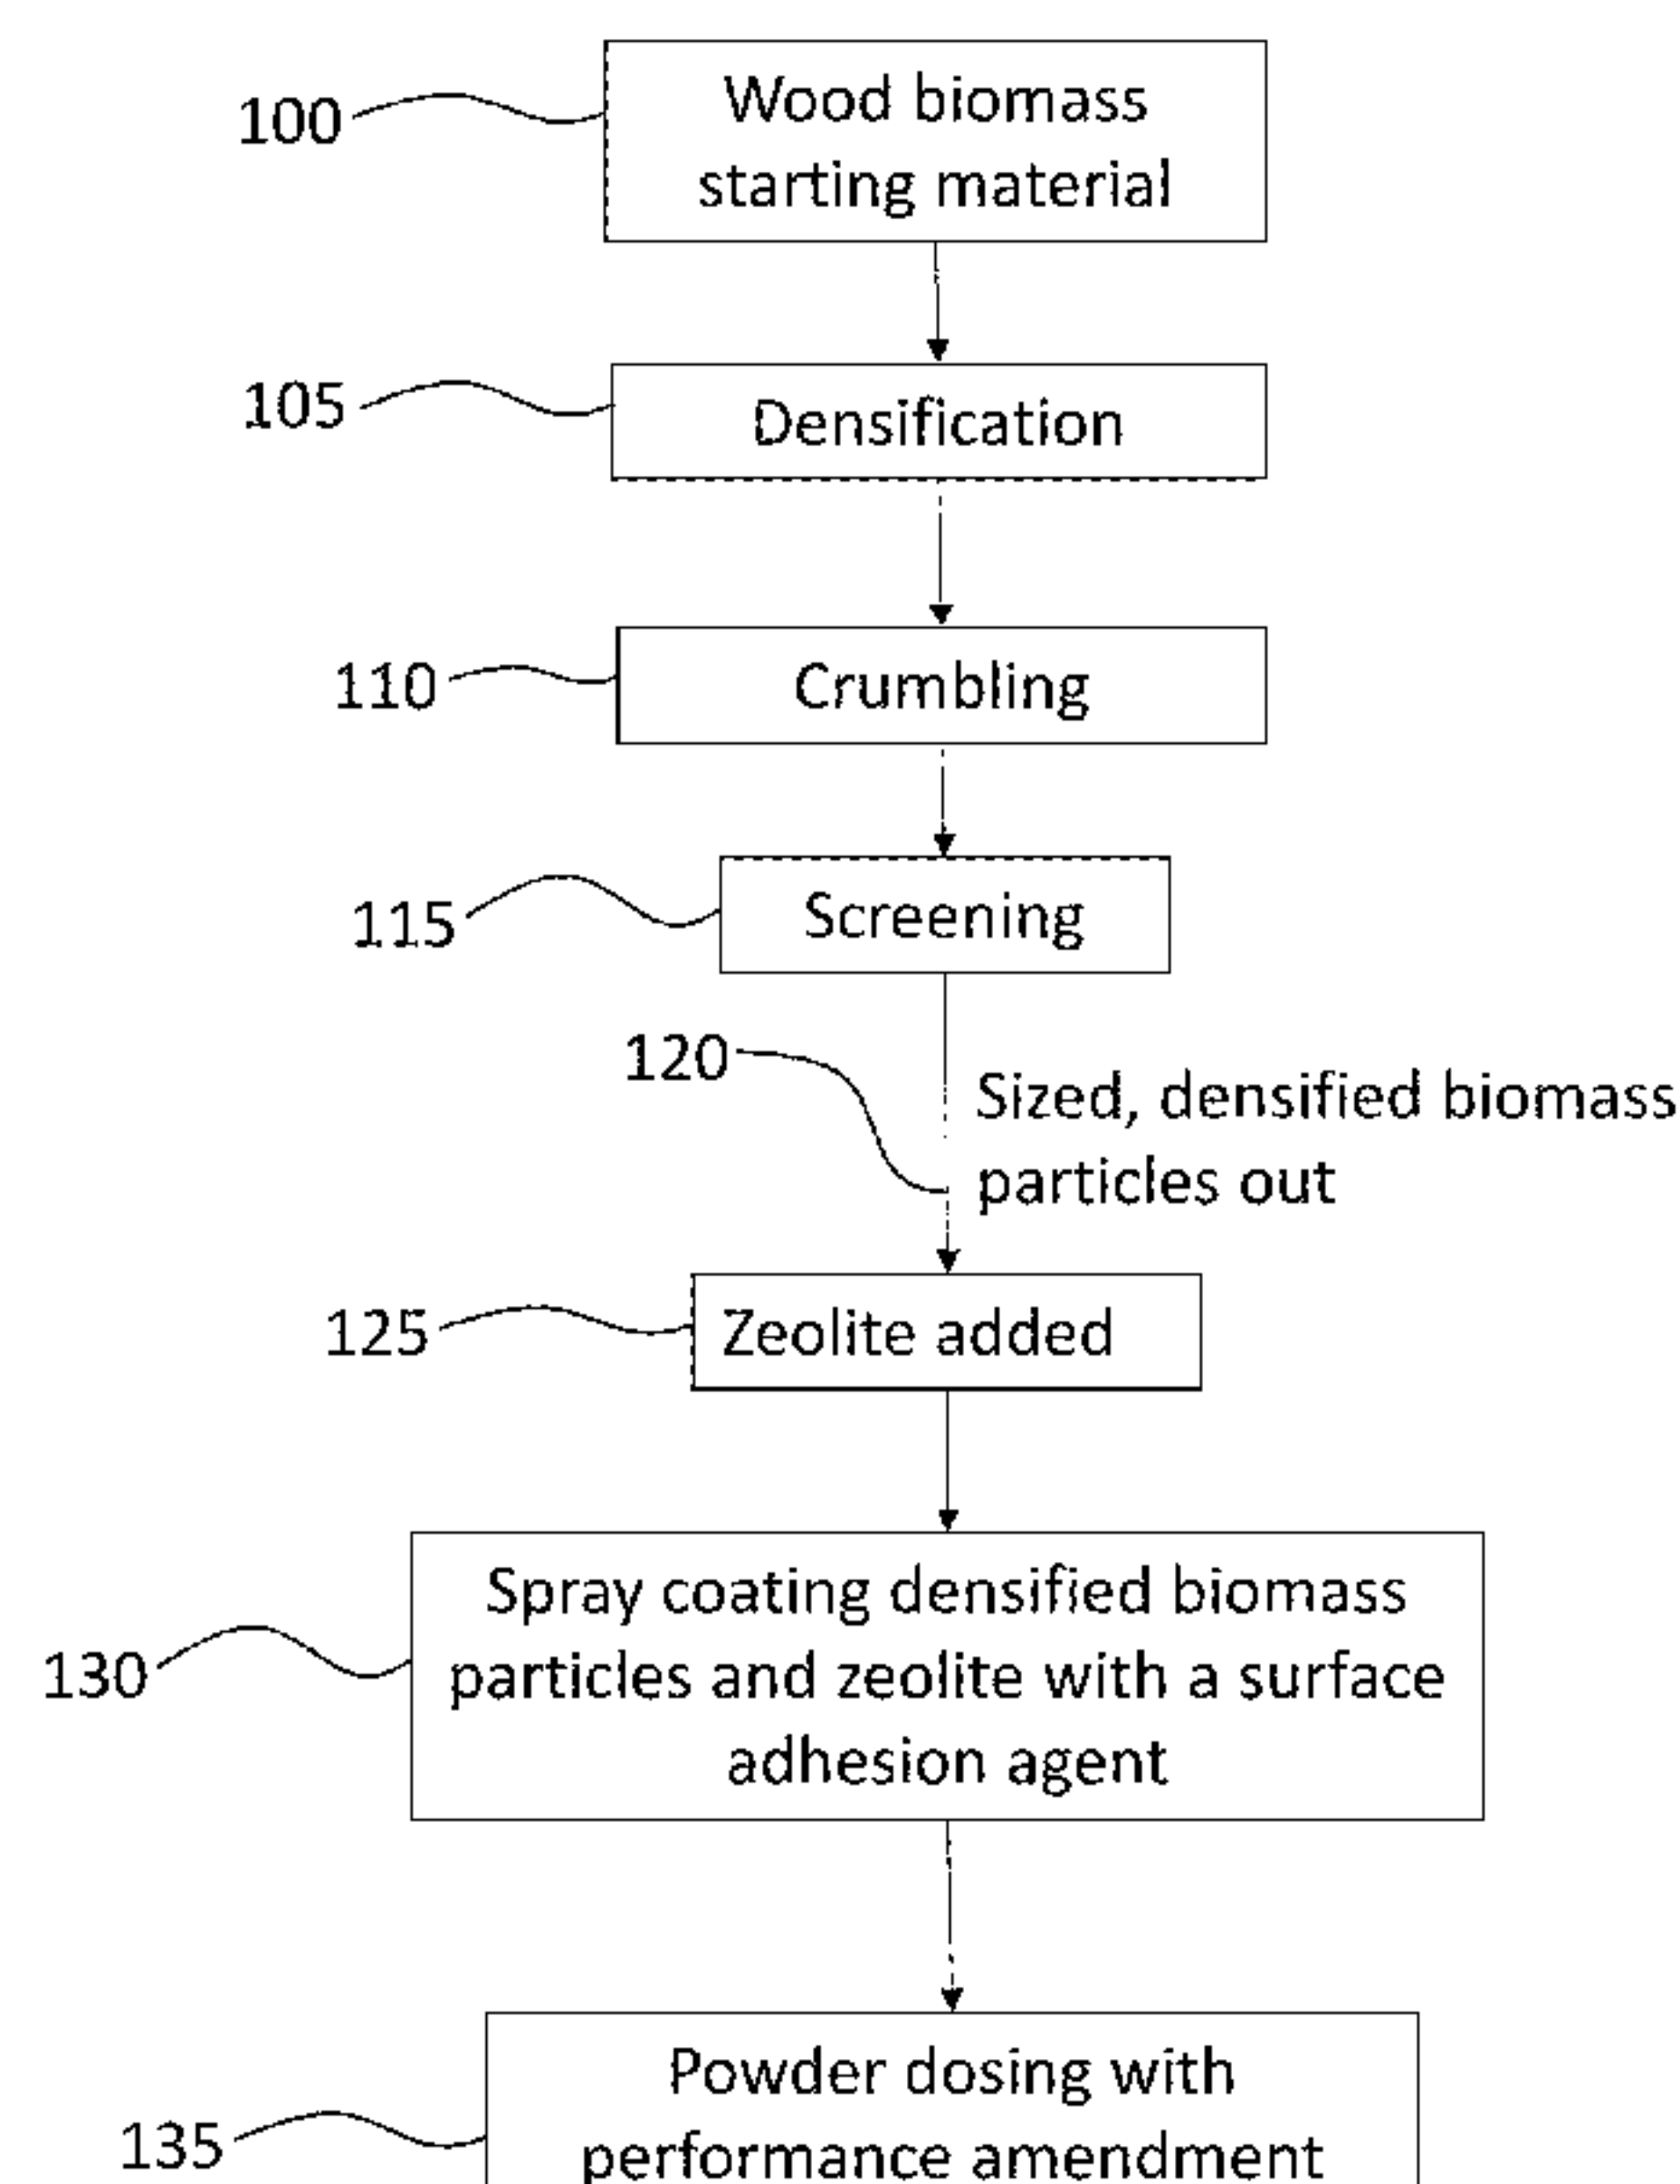 100
Wood biomass
starting material
105
Densification
110
Crumbling
115
Screening
120
Sized, densified biomass
particles out
125
Zeolite added
130
Spray coating densified biomass
particles and zeolite with a surface
adhesion agent
135
Powder dosing with
performance amendment